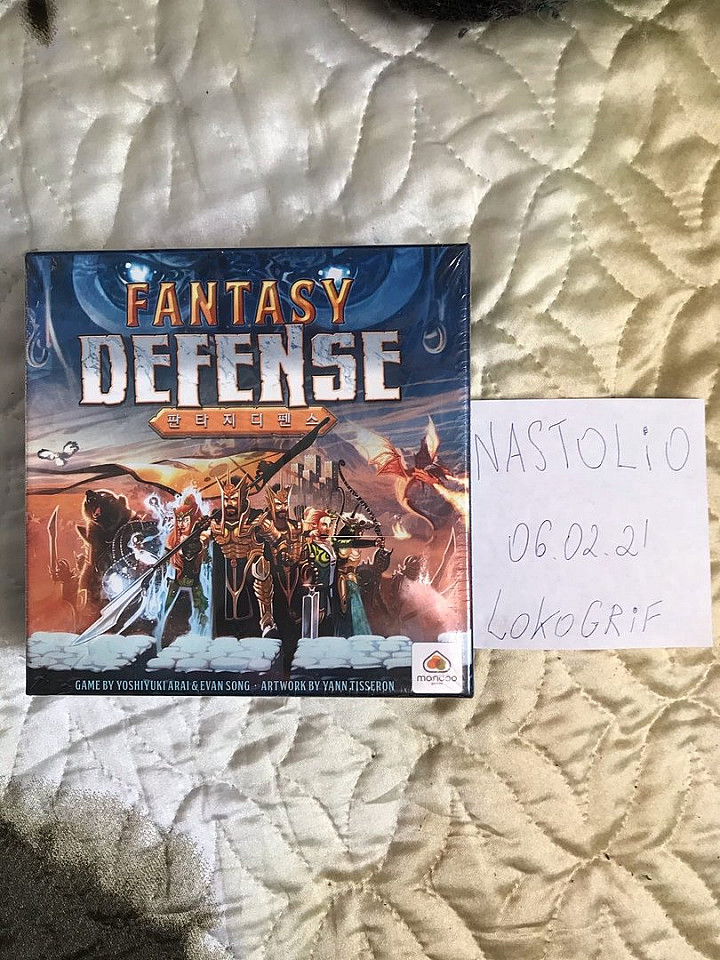 FANTASY
DEFENSE
판타지디펜스
GAME BY YOSHIYUKI ARAI & EVAN SONG · ARTWORK BY YANN TISSERON
NASTOLiO
06.02.21
LOKOGRiF